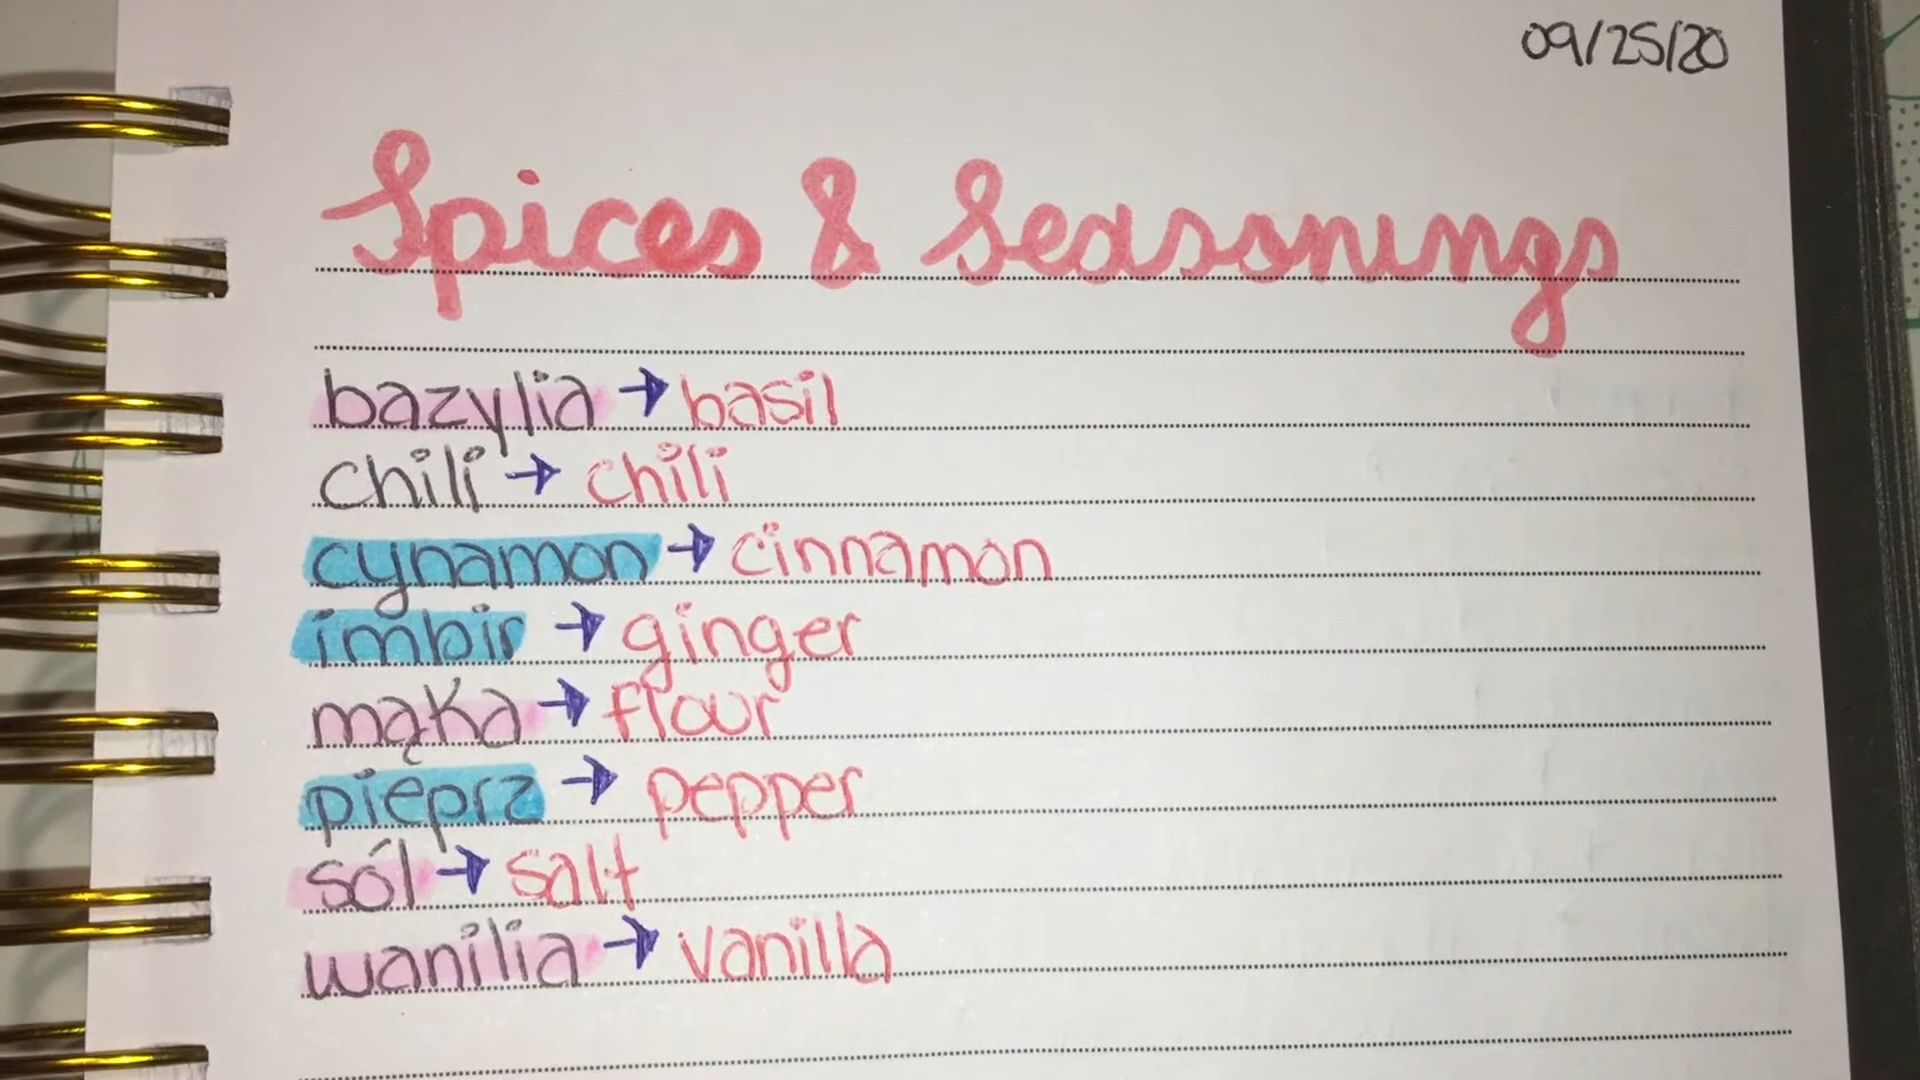 09/25/20
Spices & Seasonings
bazylia → basil
chili → chili
cynamon → cinnamon
imbir → ginger
mąka → flour
pieprz → pepper
sól → salt
wanilia → vanilla